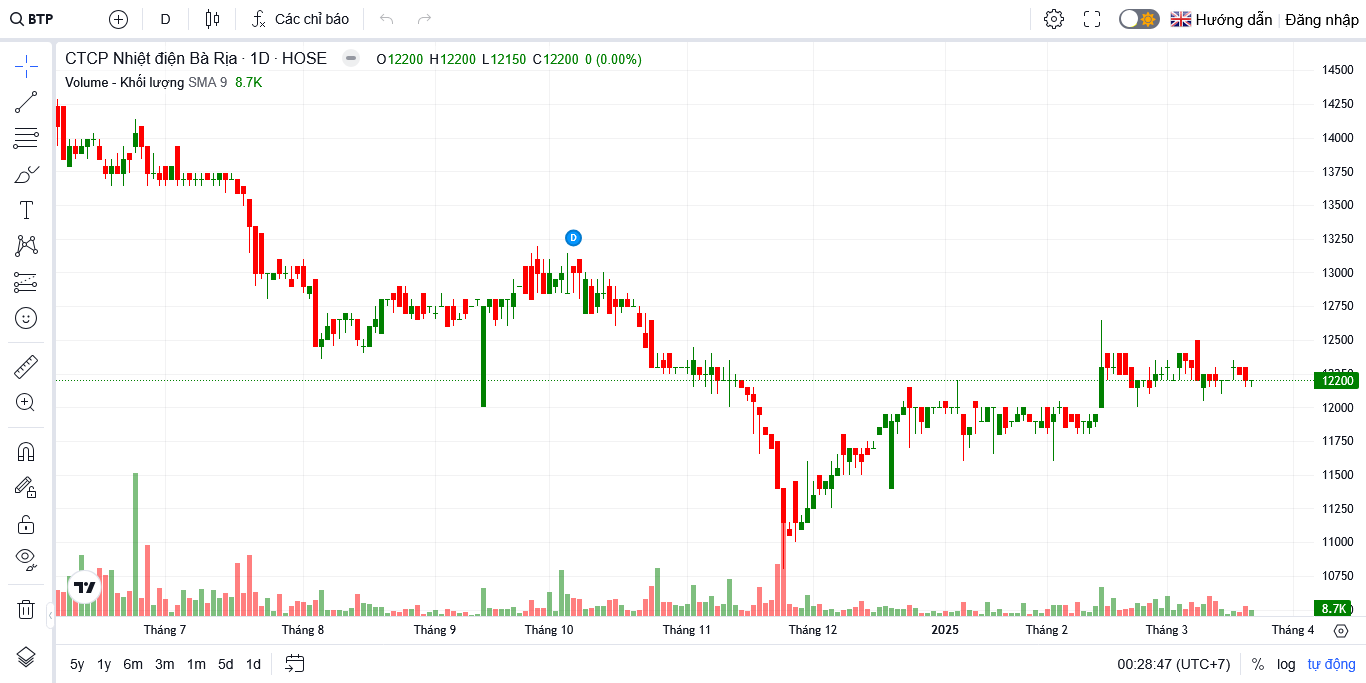 BTP D Các chỉ báo Hướng dẫn Đăng nhập
CTCP Nhiệt điện Bà Rịa · 1D · HOSE O12200 H12200 L12150 C12200 0 (0.00%)
Volume - Khối lượng SMA 9 8.7K
14500
14250
14000
13750
13500
13250
D
13000
12750
12500
12200
12000
11750
11500
11250
11000
10750
8.7K
Tháng 7 Tháng 8 Tháng 9 Tháng 10 Tháng 11 Tháng 12 2025 Tháng 2 Tháng 3 Tháng 4
5y 1y 6m 3m 1m 5d 1d 00:28:47 (UTC+7) % log tự động